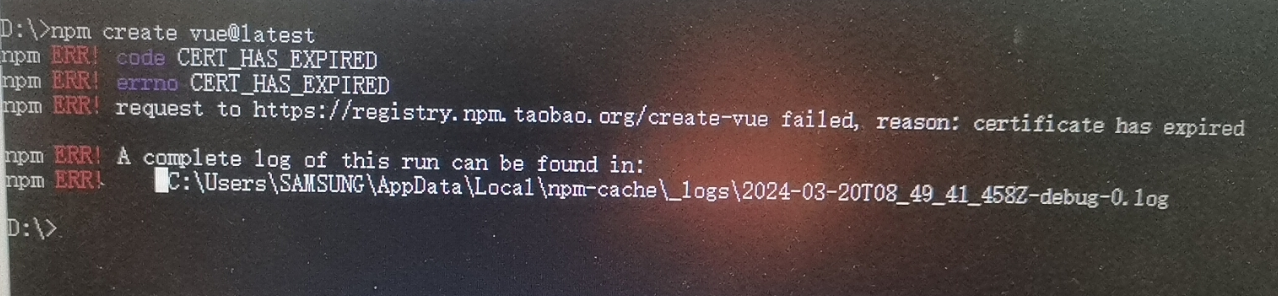 D:\>npm create vue@latest
npm ERR! code CERT_HAS_EXPIRED
npm ERR! errno CERT_HAS_EXPIRED
npm ERR! request to https://registry.npm.taobao.org/create-vue failed, reason: certificate has expired
npm ERR! A complete log of this run can be found in:
npm ERR! C:\Users\SAMSUNG\AppData\Local\npm-cache\_logs\2024-03-20T08_49_41_458Z-debug-0.log
D:\>